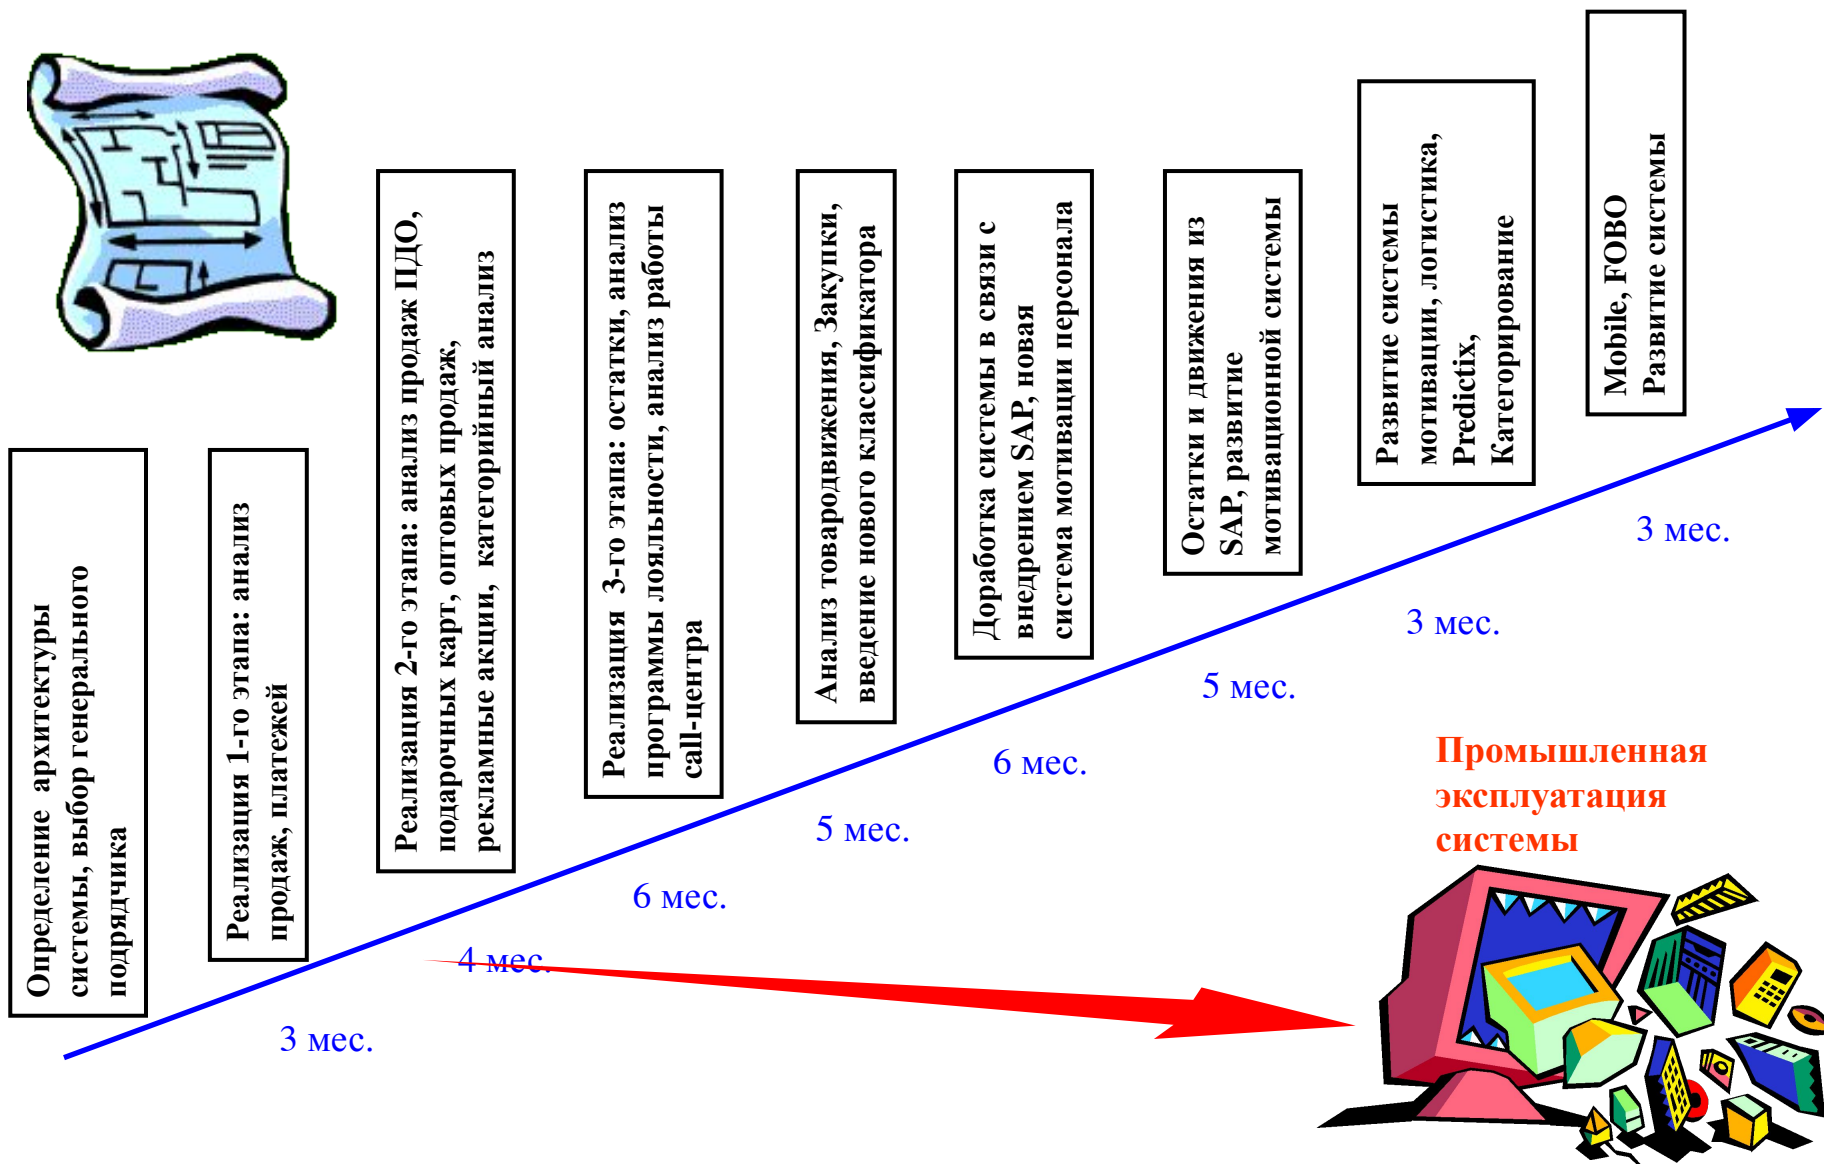 Определение архитектуры
системы, выбор генерального
подрядчика
Реализация 1-го этапа: анализ
продаж, платежей
Реализация 2-го этапа: анализ продаж ПДО,
подарочных карт, оптовых продаж,
рекламные акции, категорийный анализ
Реализация 3-го этапа: остатки, анализ
программы лояльности, анализ работы
call-центра
Анализ товародвижения, Закупки,
введение нового классификатора
Доработка системы в связи с
внедрением SAP, новая
система мотивации персонала
Остатки и движения из
SAP, развитие
мотивационной системы
Развитие системы
мотивации, логистика,
Predictix,
Категорирование
Mobile, FOBO
Развитие системы
3 мес.
4 мес.
6 мес.
5 мес.
6 мес.
5 мес.
3 мес.
3 мес.
Промышленная
эксплуатация
системы